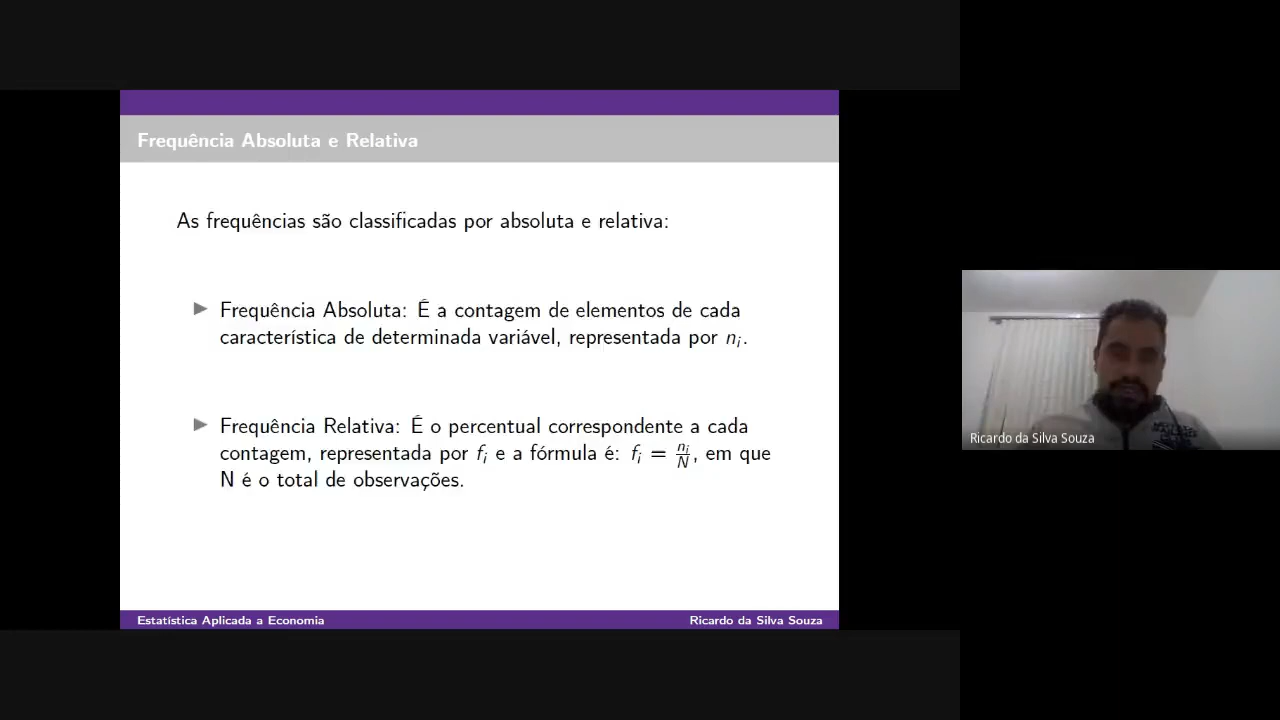 Frequência Absoluta e Relativa
As frequências são classificadas por absoluta e relativa:
Frequência Absoluta: É a contagem de elementos de cada
característica de determinada variável, representada por nᵢ.
Frequência Relativa: É o percentual correspondente a cada
contagem, representada por fᵢ e a fórmula é: fᵢ = nᵢ/N, em que
N é o total de observações.
Estatística Aplicada a Economia
Ricardo da Silva Souza
Ricardo da Silva Souza